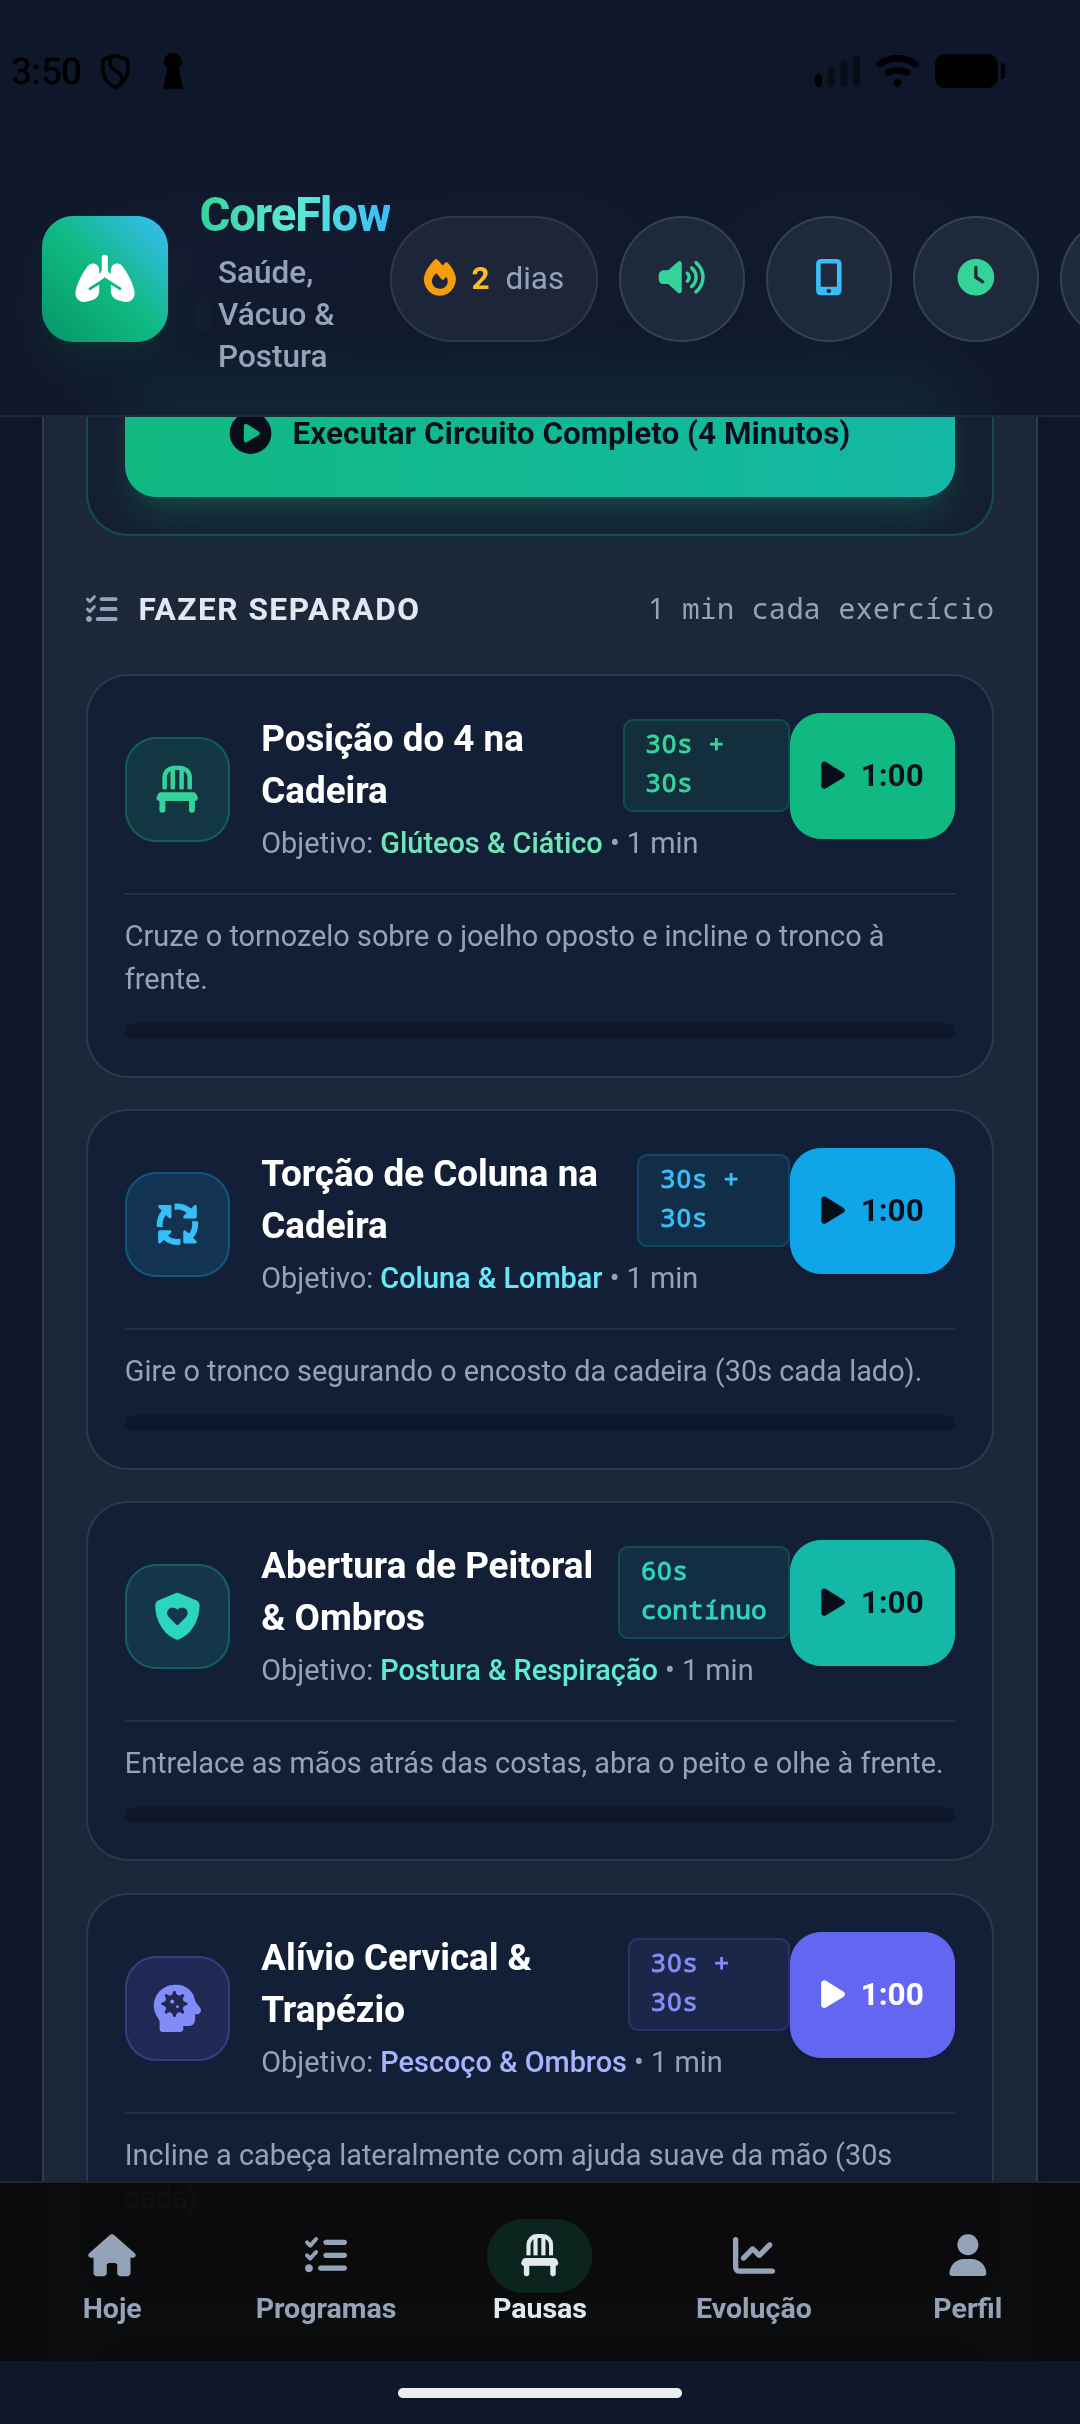 3:50
CoreFlow
Saúde,
Vácuo &
Postura
2 dias
Executar Circuito Completo (4 Minutos)
FAZER SEPARADO
1 min cada exercício
Posição do 4 na
Cadeira
30s +
30s
1:00
Objetivo: Glúteos & Ciático • 1 min
Cruze o tornozelo sobre o joelho oposto e incline o tronco à
frente.
Torção de Coluna na
Cadeira
30s +
30s
1:00
Objetivo: Coluna & Lombar • 1 min
Gire o tronco segurando o encosto da cadeira (30s cada lado).
Abertura de Peitoral
& Ombros
60s
contínuo
1:00
Objetivo: Postura & Respiração • 1 min
Entrelace as mãos atrás das costas, abra o peito e olhe à frente.
Alívio Cervical &
Trapézio
30s +
30s
1:00
Objetivo: Pescoço & Ombros • 1 min
Incline a cabeça lateralmente com ajuda suave da mão (30s
cada).
Hoje
Programas
Pausas
Evolução
Perfil